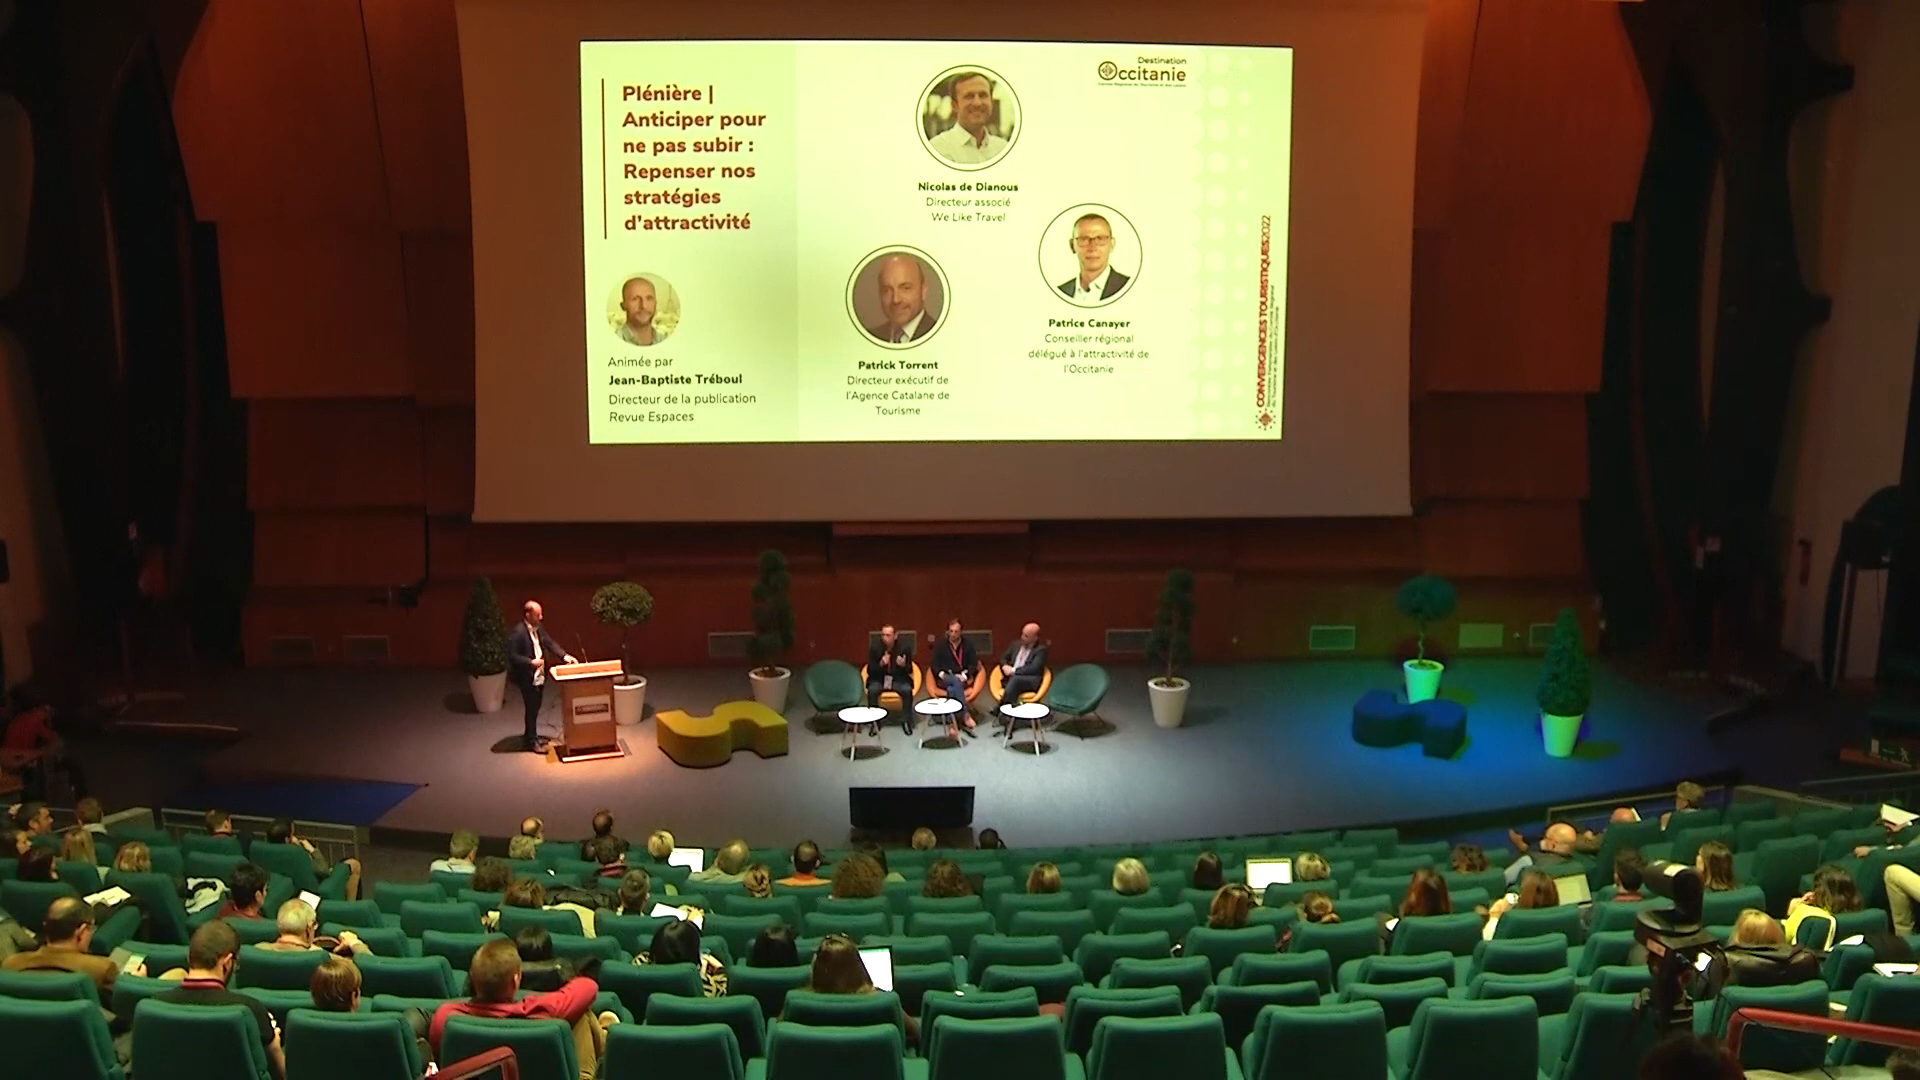 Plénière |
Anticiper pour
ne pas subir :
Repenser nos
stratégies
d'attractivité
Animée par
Jean-Baptiste Tréboul
Directeur de la publication
Revue Espaces
Nicolas de Dianous
Directeur associé
We Like Travel
Patrick Torrent
Directeur exécutif de
l'Agence Catalane de
Tourisme
Patrice Canayer
Conseiller régional
délégué à l'attractivité de
l'Occitanie
Destination
Occitanie
CONVERGENCES TOURISTIQUES2022